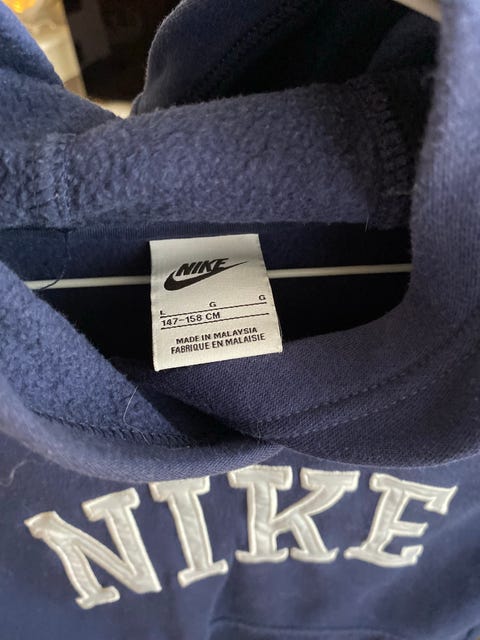 NIKE
L G G
147-158 CM
MADE IN MALAYSIA
FABRIQUE EN MALAISIE
NIKE